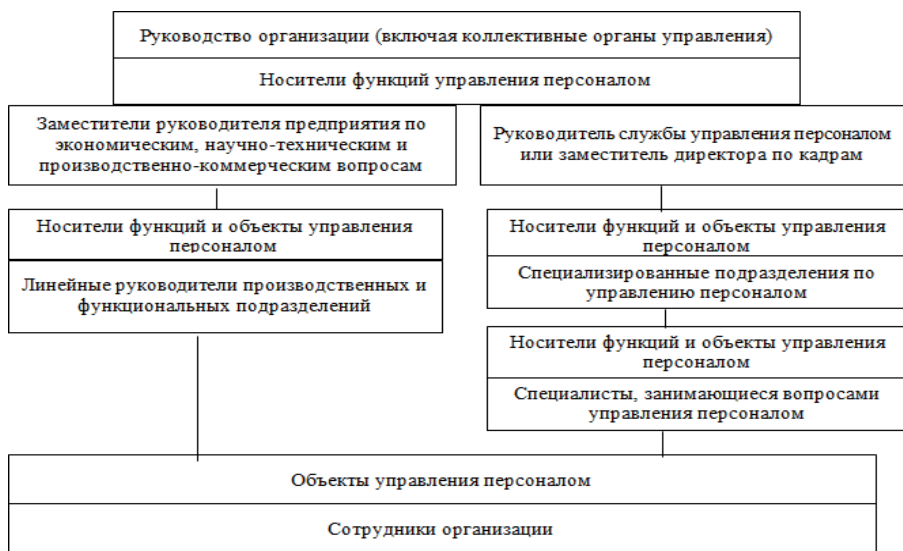 Руководство организации (включая коллективные органы управления)
Носители функций управления персоналом
Заместители руководителя предприятия по
экономическим, научно-техническим и
производственно-коммерческим вопросам
Руководитель службы управления персоналом
или заместитель директора по кадрам
Носители функций и объекты управления
персоналом
Линейные руководители производственных и
функциональных подразделений
Носители функций и объекты управления
персоналом
Специализированные подразделения по
управлению персоналом
Носители функций и объекты управления
персоналом
Специалисты, занимающиеся вопросами
управления персоналом
Объекты управления персоналом
Сотрудники организации